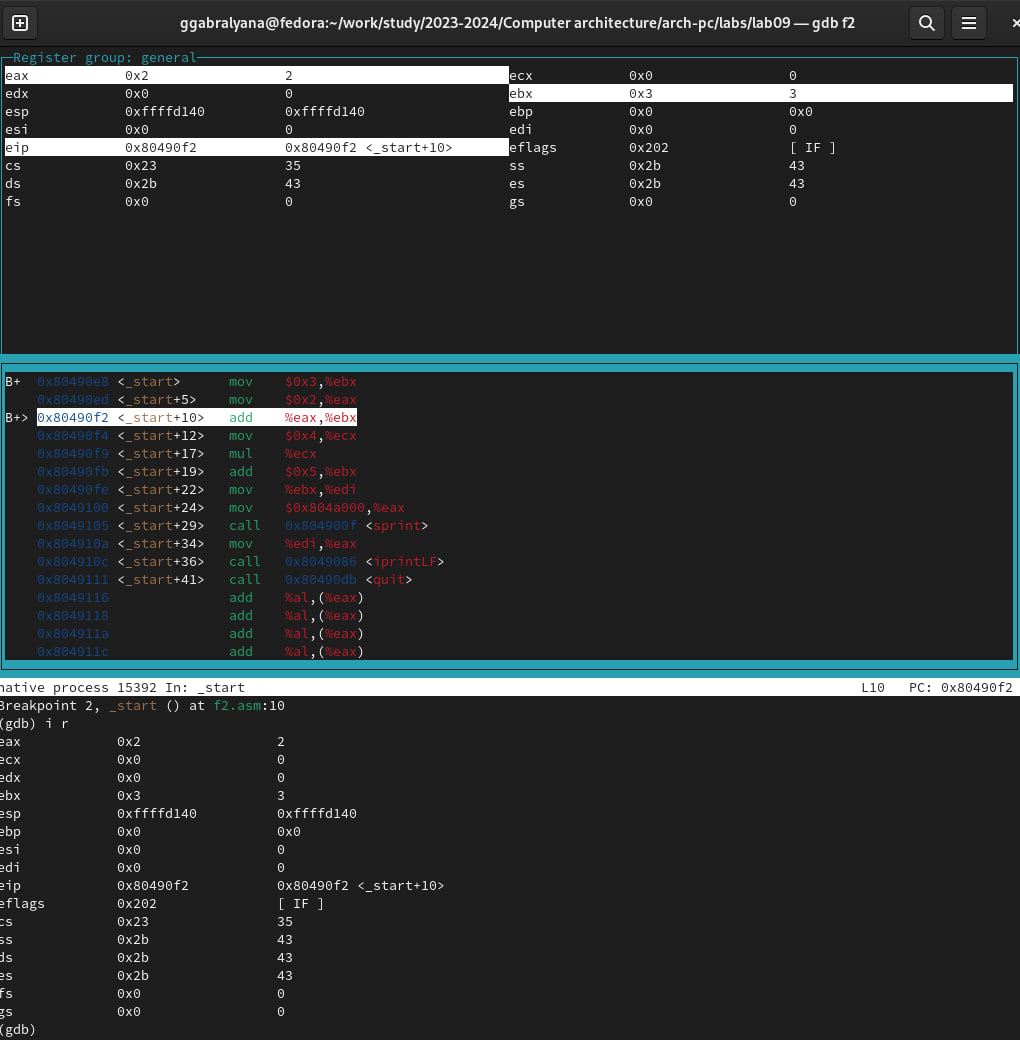 ggabralyana@fedora:~/work/study/2023-2024/Computer architecture/arch-pc/labs/lab09 — gdb f2
Register group: general
eax 0x2 2 ecx 0x0 0
edx 0x0 0 ebx 0x3 3
esp 0xffffd140 0xffffd140 ebp 0x0 0x0
esi 0x0 0 edi 0x0 0
eip 0x80490f2 0x80490f2 <_start+10> eflags 0x202 [ IF ]
cs 0x23 35 ss 0x2b 43
ds 0x2b 43 es 0x2b 43
fs 0x0 0 gs 0x0 0
B+ 0x80490e8 <_start> mov $0x3,%ebx
0x80490ed <_start+5> mov $0x2,%eax
B+> 0x80490f2 <_start+10> add %eax,%ebx
0x80490f4 <_start+12> mov $0x4,%ecx
0x80490f9 <_start+17> mul %ecx
0x80490fb <_start+19> add $0x5,%ebx
0x80490fe <_start+22> mov %ebx,%edi
0x8049100 <_start+24> mov $0x804a000,%eax
0x8049105 <_start+29> call 0x804900f <sprint>
0x804910a <_start+34> mov %edi,%eax
0x804910c <_start+36> call 0x8049086 <iprintLF>
0x8049111 <_start+41> call 0x80490db <quit>
0x8049116 add %al,(%eax)
0x8049118 add %al,(%eax)
0x804911a add %al,(%eax)
0x804911c add %al,(%eax)
native process 15392 In: _start L10 PC: 0x80490f2
Breakpoint 2, _start () at f2.asm:10
(gdb) i r
eax 0x2 2
ecx 0x0 0
edx 0x0 0
ebx 0x3 3
esp 0xffffd140 0xffffd140
ebp 0x0 0x0
esi 0x0 0
edi 0x0 0
eip 0x80490f2 0x80490f2 <_start+10>
eflags 0x202 [ IF ]
cs 0x23 35
ss 0x2b 43
ds 0x2b 43
es 0x2b 43
fs 0x0 0
gs 0x0 0
(gdb)